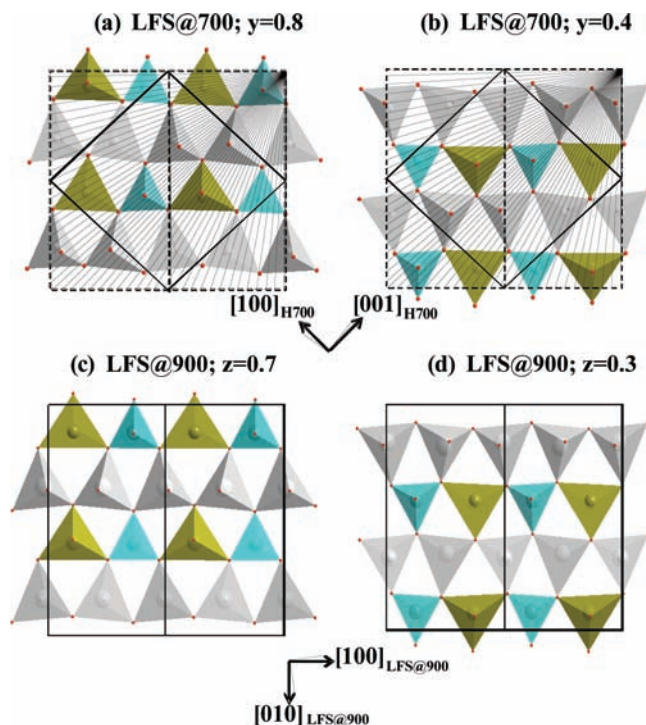 (a) LFS@700; y=0.8
(b) LFS@700; y=0.4
[100]H700
[001]H700
(c) LFS@900; z=0.7
(d) LFS@900; z=0.3
[100]LFS@900
[010]LFS@900